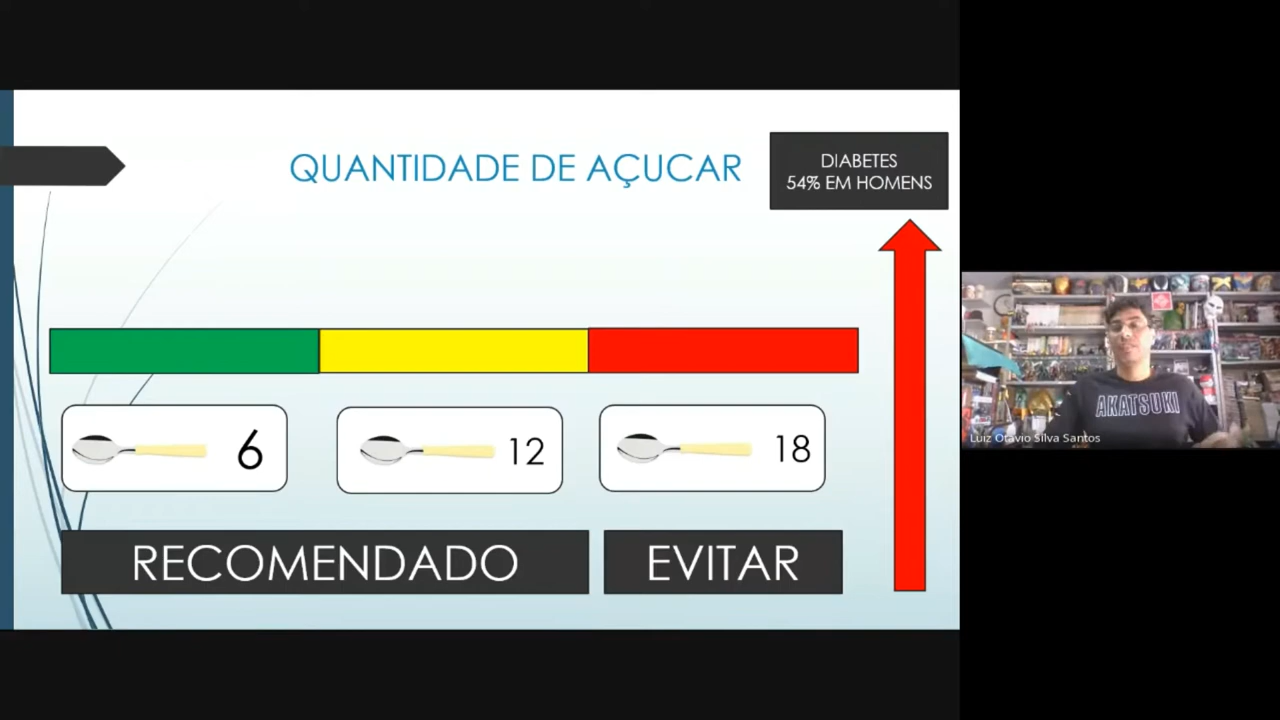 QUANTIDADE DE AÇUCAR
DIABETES
54% EM HOMENS
6
12
18
RECOMENDADO
EVITAR
AKATSUKI
Luiz Otavio Silva Santos